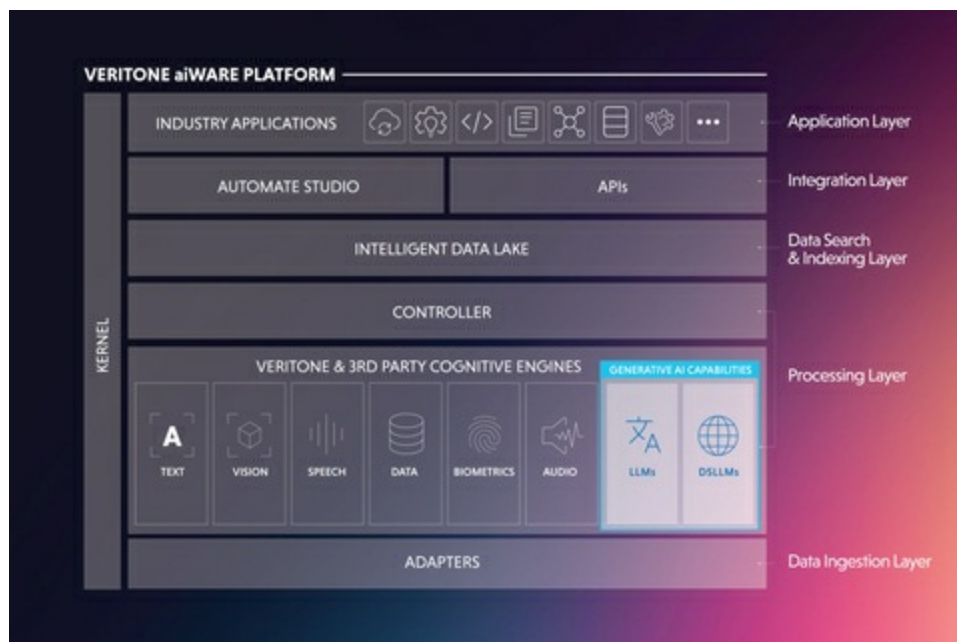 VERITONE aiWARE PLATFORM
KERNEL
INDUSTRY APPLICATIONS
Application Layer
AUTOMATE STUDIO
APIs
Integration Layer
INTELLIGENT DATA LAKE
Data Search
& Indexing Layer
CONTROLLER
VERITONE & 3RD PARTY COGNITIVE ENGINES
GENERATIVE AI CAPABILITIES
Processing Layer
A
TEXT
VISION
SPEECH
DATA
BIOMETRICS
AUDIO
LLMs
DSLLMs
ADAPTERS
Data Ingestion Layer